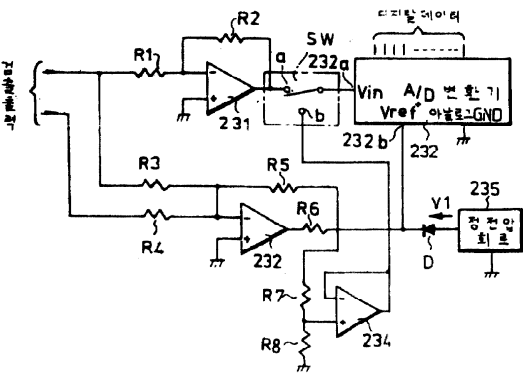 디지탈 데이터
R2
SW
R1
232a
a
b
Vin
A/D 변환기
Vref+
아날로그GND
232
231
232b
R3
R5
R4
R6
232
V1
235
정전압
회로
D
R7
R8
234